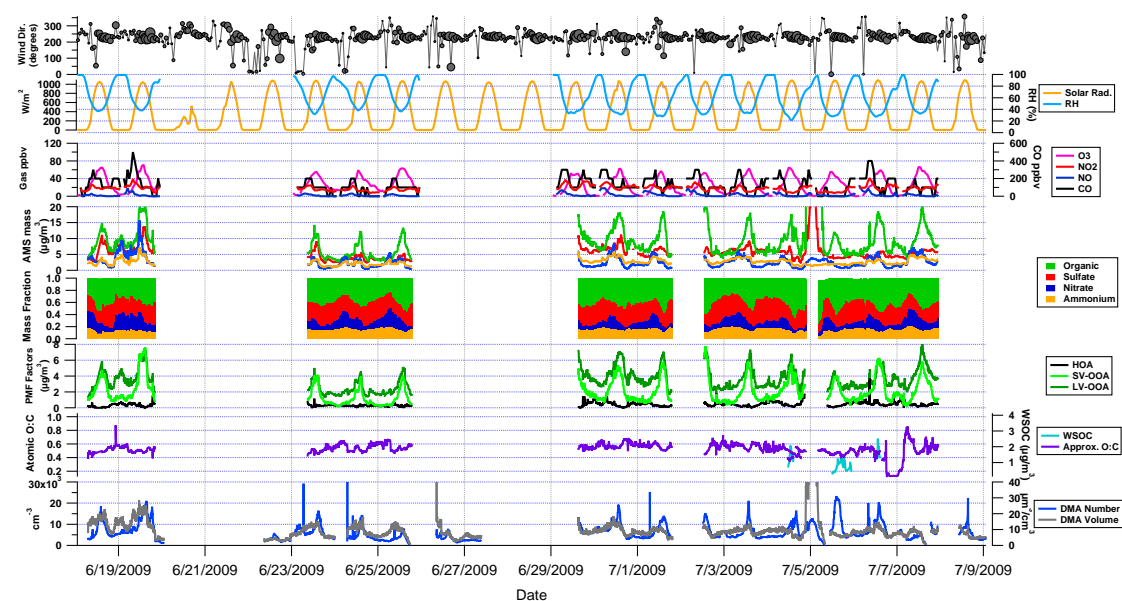 Wind Dir.
(degrees)
300
250
200
150
100
50
0
W/m2
1000
800
600
400
200
0
100
80
60
40
20
0
RH (%)
Solar Rad.
RH
Gas ppbv
120
80
40
0
600
400
200
0
CO ppbv
O3
NO2
NO
CO
AMS mass
(µg/m3)
20
15
10
5
0
Mass Fraction
1.0
0.8
0.6
0.4
0.2
0.0
Organic
Sulfate
Nitrate
Ammonium
PMF Factors
(µg/m3)
8
6
4
2
0
HOA
SV-OOA
LV-OOA
Atomic O:C
1.0
0.8
0.6
0.4
0.2
4
3
2
1
WSOC (µg/m3)
WSOC
Approx. O:C
cm-3
30x103
20
10
0
40
30
20
10
0
µm3/cm3
DMA Number
DMA Volume
6/19/2009 6/21/2009 6/23/2009 6/25/2009 6/27/2009 6/29/2009 7/1/2009 7/3/2009 7/5/2009 7/7/2009 7/9/2009
Date